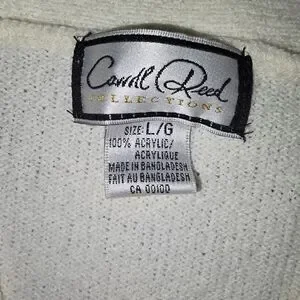 Carroll Reed
COLLECTIONS
SIZE: L/G
100% ACRYLIC/
ACRYLIQUE
MADE IN BANGLADESH
FAIT AU BANGLADESH
CA 00100